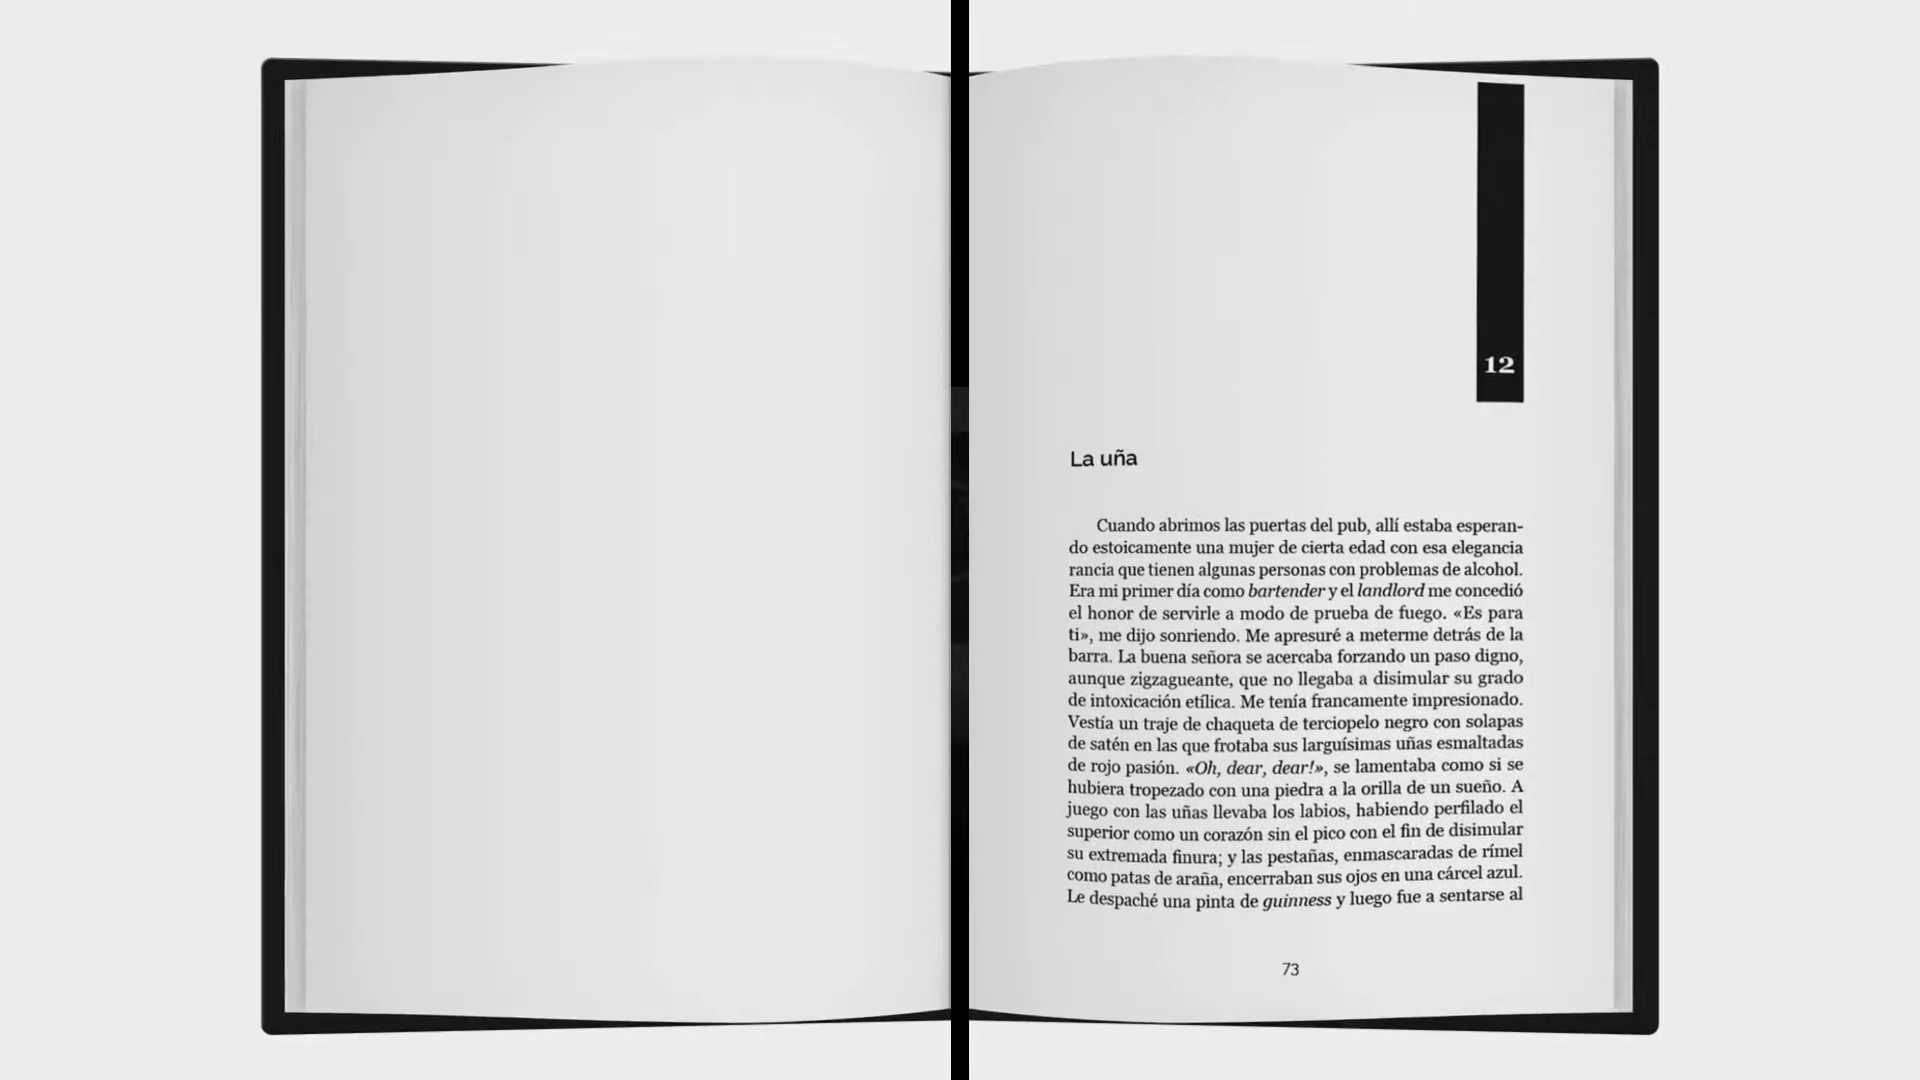 12
La uña
Cuando abrimos las puertas del pub, allí estaba esperan-
do estoicamente una mujer de cierta edad con esa elegancia
rancia que tienen algunas personas con problemas de alcohol.
Era mi primer día como bartender y el landlord me concedió
el honor de servirle a modo de prueba de fuego. «Es para
ti», me dijo sonriendo. Me apresuré a meterme detrás de la
barra. La buena señora se acercaba forzando un paso digno,
aunque zigzagueante, que no llegaba a disimular su grado
de intoxicación etílica. Me tenía francamente impresionado.
Vestía un traje de chaqueta de terciopelo negro con solapas
de satén en las que frotaba sus larguísimas uñas esmaltadas
de rojo pasión. «Oh, dear, dear!», se lamentaba como si se
hubiera tropezado con una piedra a la orilla de un sueño. A
juego con las uñas llevaba los labios, habiendo perfilado el
superior como un corazón sin el pico con el fin de disimular
su extremada finura; y las pestañas, enmascaradas de rímel
como patas de araña, encerraban sus ojos en una cárcel azul.
Le despaché una pinta de guinness y luego fue a sentarse al
73